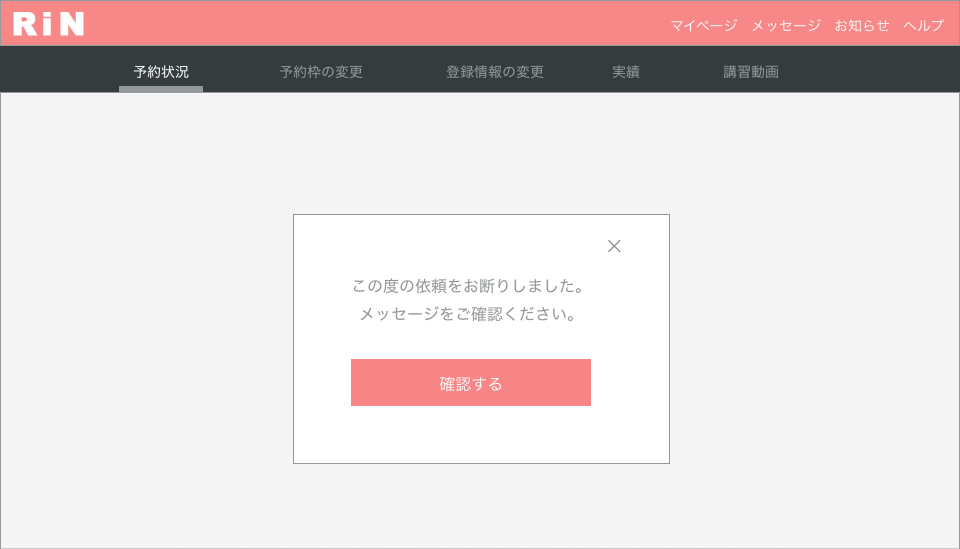 RiN
マイページ メッセージ お知らせ ヘルプ
予約状況 予約枠の変更 登録情報の変更 実績 講習動画
この度の依頼をお断りしました。
メッセージをご確認ください。
確認する